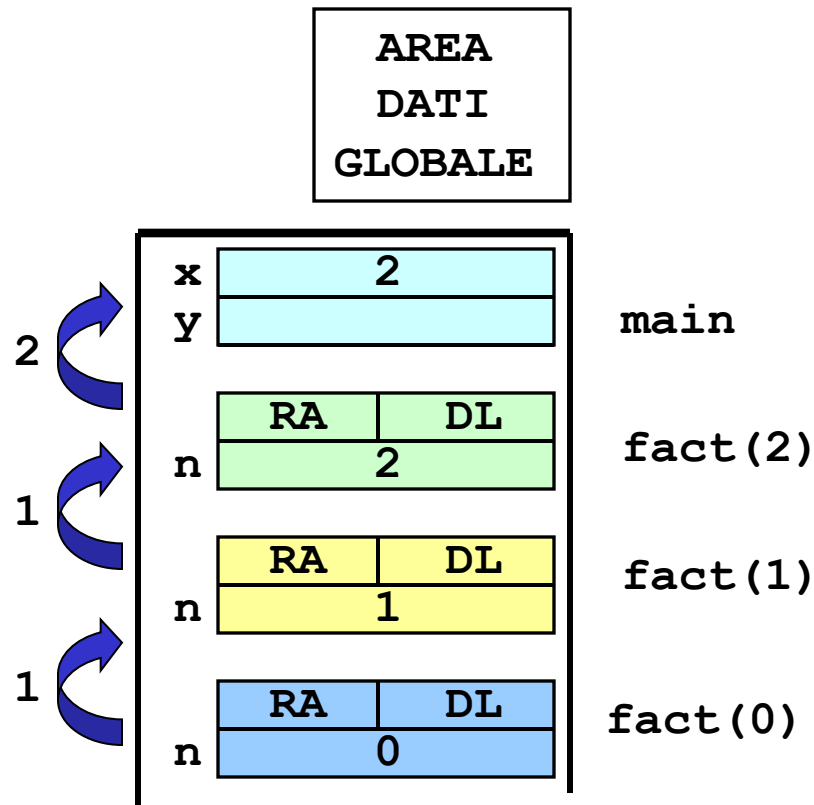 AREA
DATI
GLOBALE
x 2
y main
2
RA DL
n 2 fact(2)
1
RA DL
n 1 fact(1)
1
RA DL
n 0 fact(0)